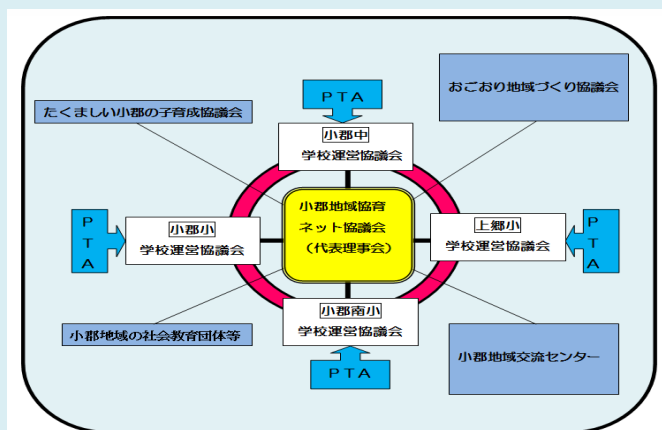 PTA
おごおり地域づくり協議会
たくましい小郡の子育成協議会
小郡中
学校運営協議会
小郡地域協育
ネット協議会
(代表理事会)
PTA
小郡小
学校運営協議会
上郷小
学校運営協議会
PTA
小郡南小
学校運営協議会
小郡地域の社会教育団体等
小郡地域交流センター
PTA